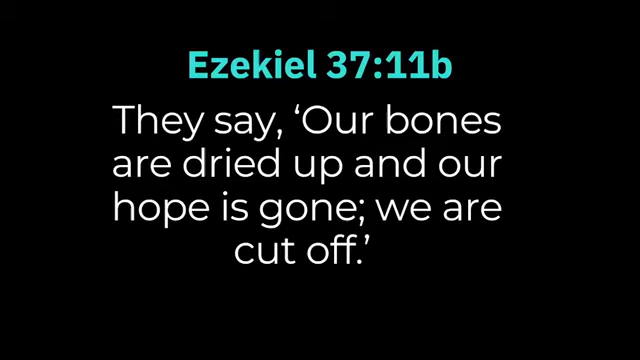 Ezekiel 37:11b
They say, ‘Our bones
are dried up and our
hope is gone; we are
cut off.’